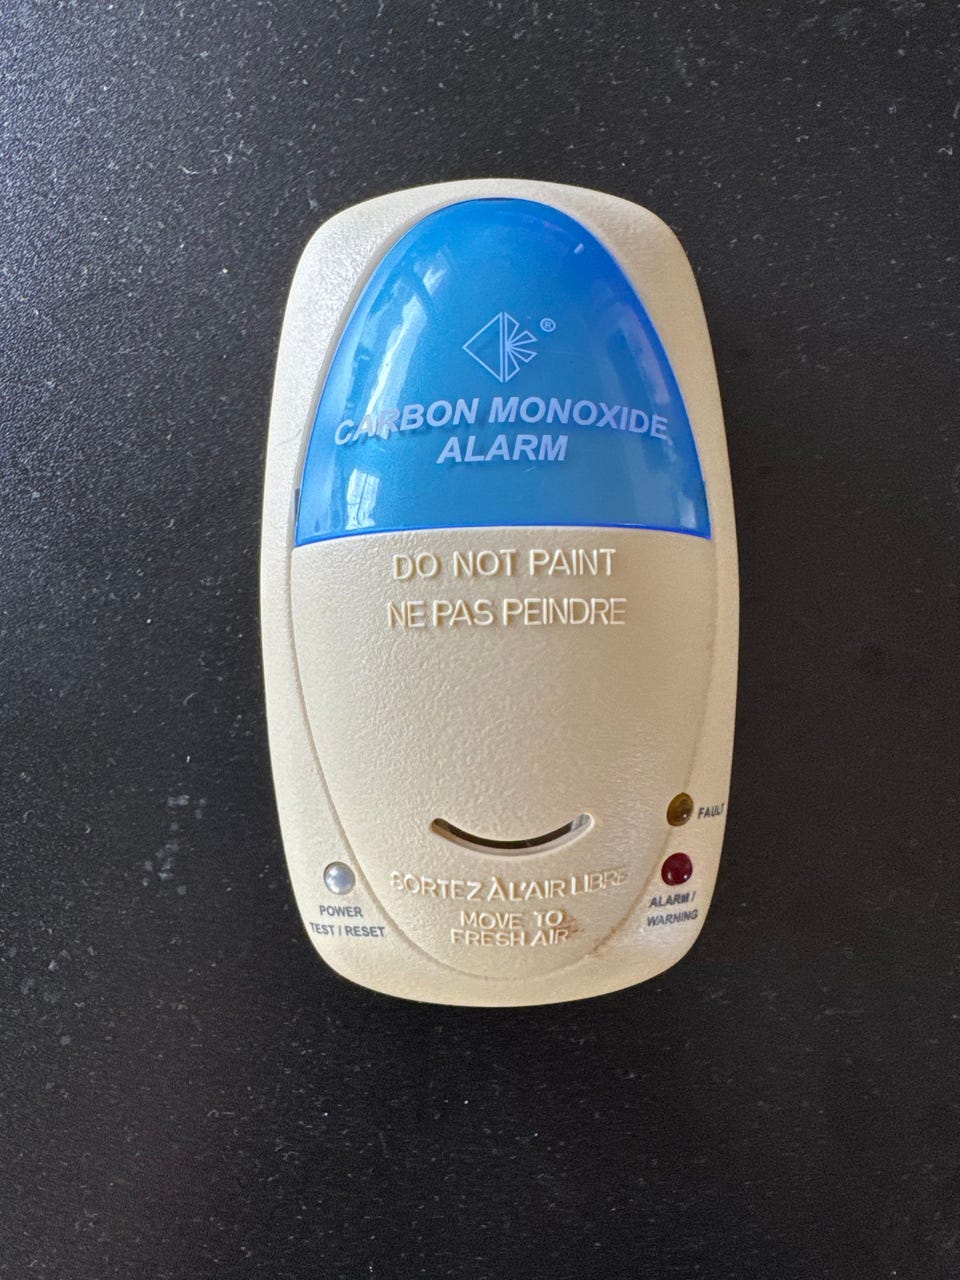 ®
CARBON MONOXIDE
ALARM
DO NOT PAINT
NE PAS PEINDRE
FAULT
SORTEZ À L'AIR LIBRE
POWER
TEST / RESET
ALARM /
WARNING
MOVE TO
FRESH AIR